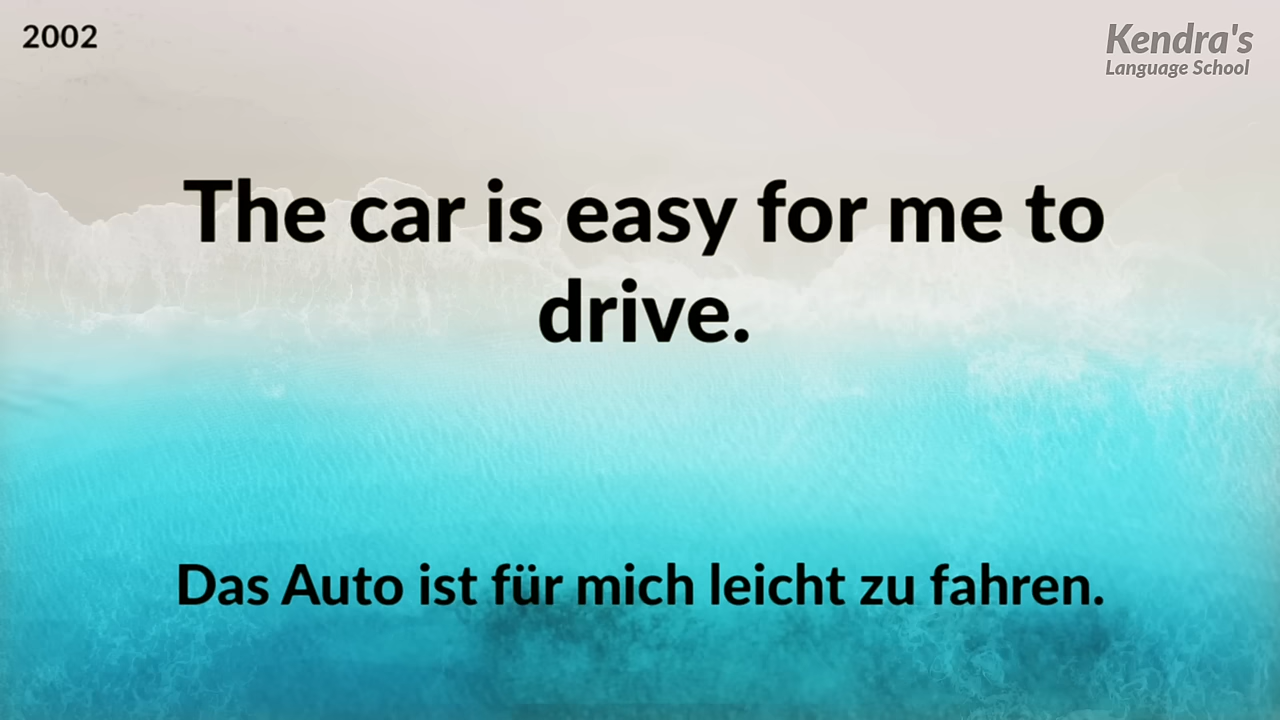 2002
Kendra's
Language School
The car is easy for me to
drive.
Das Auto ist für mich leicht zu fahren.